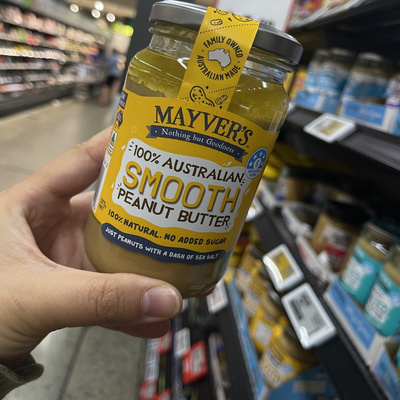 FAMILY OWNED
AUSTRALIAN MADE
MAYVER'S
Nothing but Goodness
100% AUSTRALIAN
SMOOTH
PEANUT BUTTER
100% NATURAL. NO ADDED SUGAR
JUST PEANUTS WITH A DASH OF SEA SALT